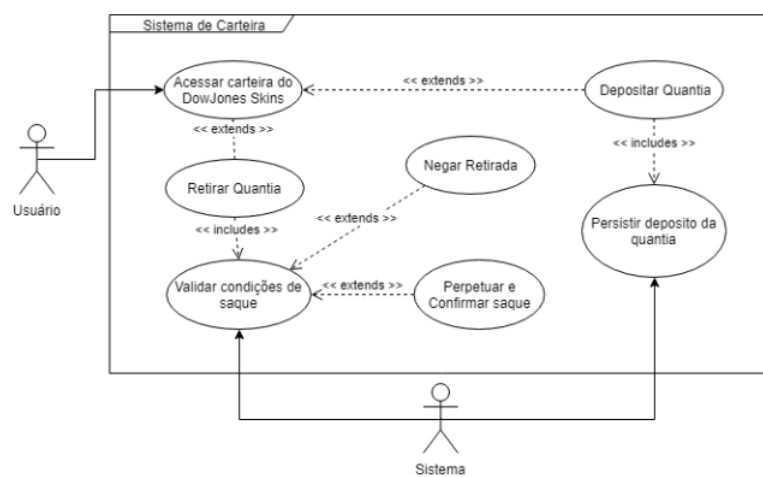 Sistema de Carteira
Acessar carteira do
DowJones Skins
<< extends >>
Depositar Quantia
<< extends >>
<< includes >>
Negar Retirada
Retirar Quantia
Usuário
<< extends >>
Persistir deposito da
quantia
<< includes >>
Validar condições de
saque
<< extends >>
Perpetuar e
Confirmar saque
Sistema